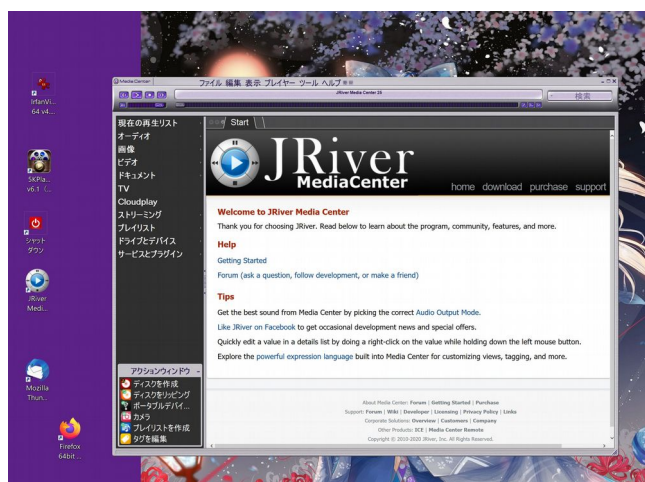 IrfanVi...
64 v4...
SKPla...
v6.1 (...
シャット
ダウン
JRiver
Medi...
Mozilla
Thun...
Firefox
64bit ...
Media Center
ファイル 編集 表示 プレイヤー ツール ヘルプ
検索
現在の再生リスト
オーディオ
画像
ビデオ
ドキュメント
TV
Cloudplay
ストリーミング
プレイリスト
ドライブとデバイス
サービスとプラグイン
アクションウィンドウ
ディスクを作成
ディスクをリッピング
ポータブルデバイ...
カメラ
プレイリストを作成
タグを編集
Start
JRiver
MediaCenter
home download purchase support
Welcome to JRiver Media Center
Thank you for choosing JRiver. Read below to learn about the program, community, features, and more.
Help
Getting Started
Forum (ask a question, follow development, or make a friend)
Tips
Get the best sound from Media Center by picking the correct Audio Output Mode.
Like JRiver on Facebook to get occasional development news and special offers.
Quickly edit a value in a details list by doing a right-click on the value while holding down the left mouse button.
Explore the powerful expression language built into Media Center for customizing views, tagging, and more.
About Media Center: Forum | Getting Started | Purchase
Support: Forum | Wiki | Developer | Licensing | Privacy Policy | Links
Corporate Solutions: Overview | Customers | Company
Other Products: ICE | Media Center Remote
Copyright © 2010-2020 JRiver, Inc. All Rights Reserved.